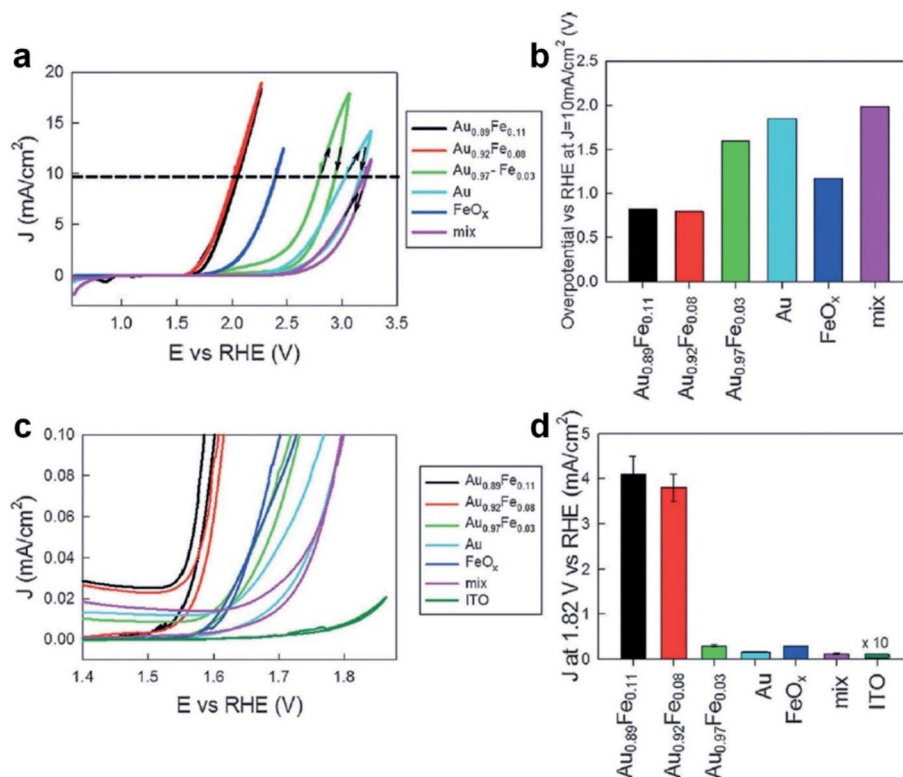 a
J (mA/cm²)
20
15
10
5
0
1.0 1.5 2.0 2.5 3.0 3.5
E vs RHE (V)
Au₀.₈₉Fe₀.₁₁
Au₀.₉₂Fe₀.₀₈
Au₀.₉₇-Fe₀.₀₃
Au
FeOₓ
mix
b
Overpotential vs RHE at J=10mA/cm² (V)
2.5
2.0
1.5
1.0
0.5
0.0
Au₀.₈₉Fe₀.₁₁
Au₀.₉₂Fe₀.₀₈
Au₀.₉₇Fe₀.₀₃
Au
FeOₓ
mix
c
J (mA/cm²)
0.10
0.08
0.06
0.04
0.02
0.00
1.4 1.5 1.6 1.7 1.8
E vs RHE (V)
Au₀.₈₉Fe₀.₁₁
Au₀.₉₂Fe₀.₀₈
Au₀.₉₇Fe₀.₀₃
Au
FeOₓ
mix
ITO
d
J at 1.82 V vs RHE (mA/cm²)
5
4
3
2
1
0
x 10
Au₀.₈₉Fe₀.₁₁
Au₀.₉₂Fe₀.₀₈
Au₀.₉₇Fe₀.₀₃
Au
FeOₓ
mix
ITO